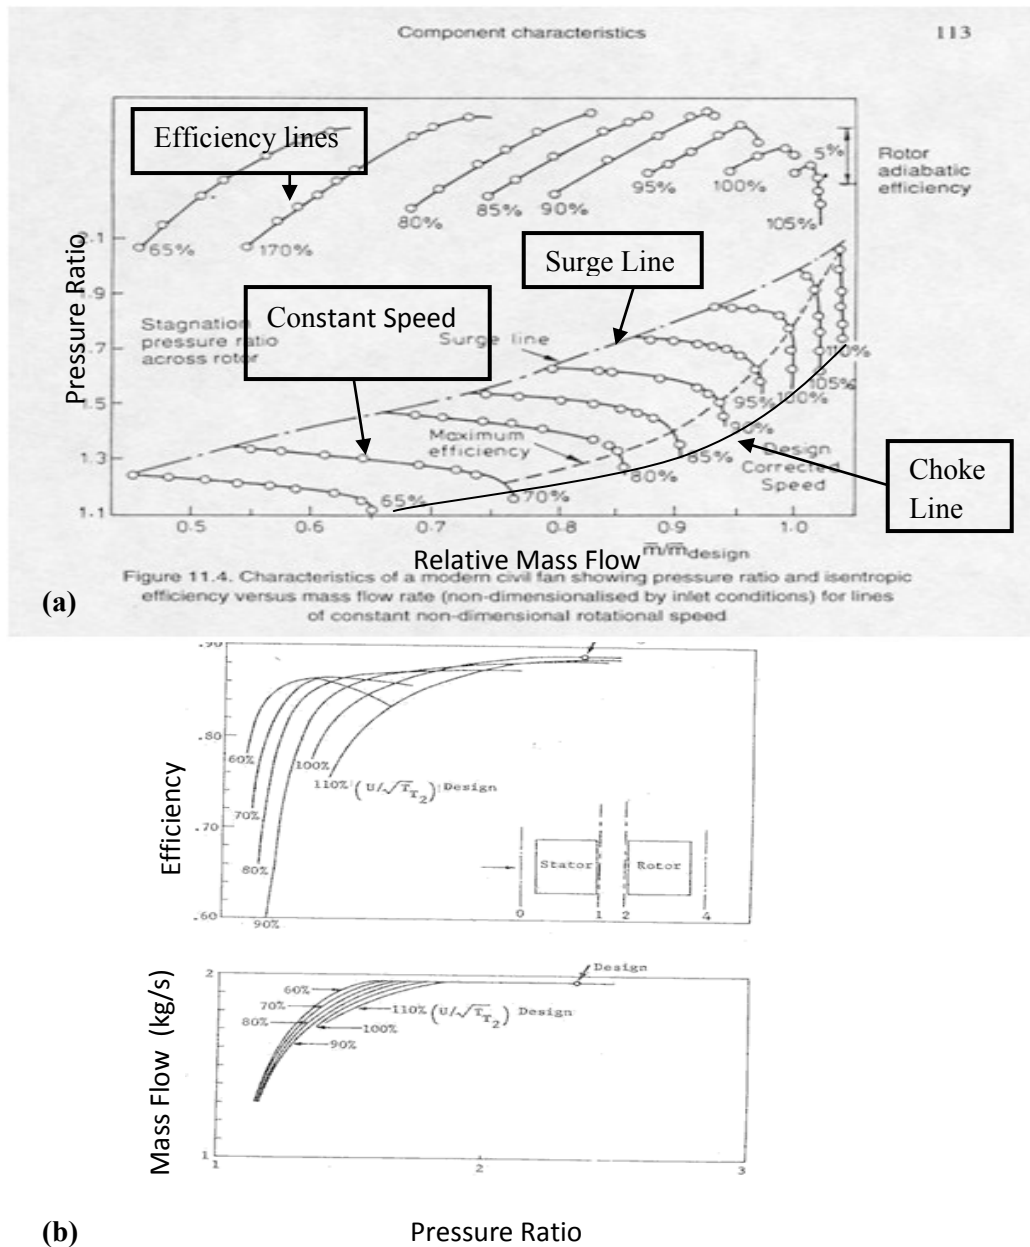 Component characteristics 113
Efficiency lines
5%
Rotor
adiabatic
efficiency
65%
170%
80%
85%
90%
95%
100%
105%
Surge Line
Constant Speed
Stagnation
pressure ratio
across rotor
Surge line
Maximum
efficiency
Design
Corrected
Speed
Choke
Line
65%
70%
80%
85%
90%
95%
100%
105%
110%
Pressure Ratio
.9
1.7
1.5
1.3
1.1
0.5 0.6 0.7 0.8 0.9 1.0
Relative Mass Flow m̅/m̅design
Figure 11.4. Characteristics of a modern civil fan showing pressure ratio and isentropic
efficiency versus mass flow rate (non-dimensionalised by inlet conditions) for lines
of constant non-dimensional rotational speed
(a)
.90
.80
.70
.60
Efficiency
60%
70%
80%
90%
100%
110% (U/√T_T2) Design
Stator
Rotor
0 1 2 4
Mass Flow (kg/s)
2
1
Design
60%
70%
80%
90%
100%
110% (U/√T_T2) Design
1 2 3
(b)
Pressure Ratio